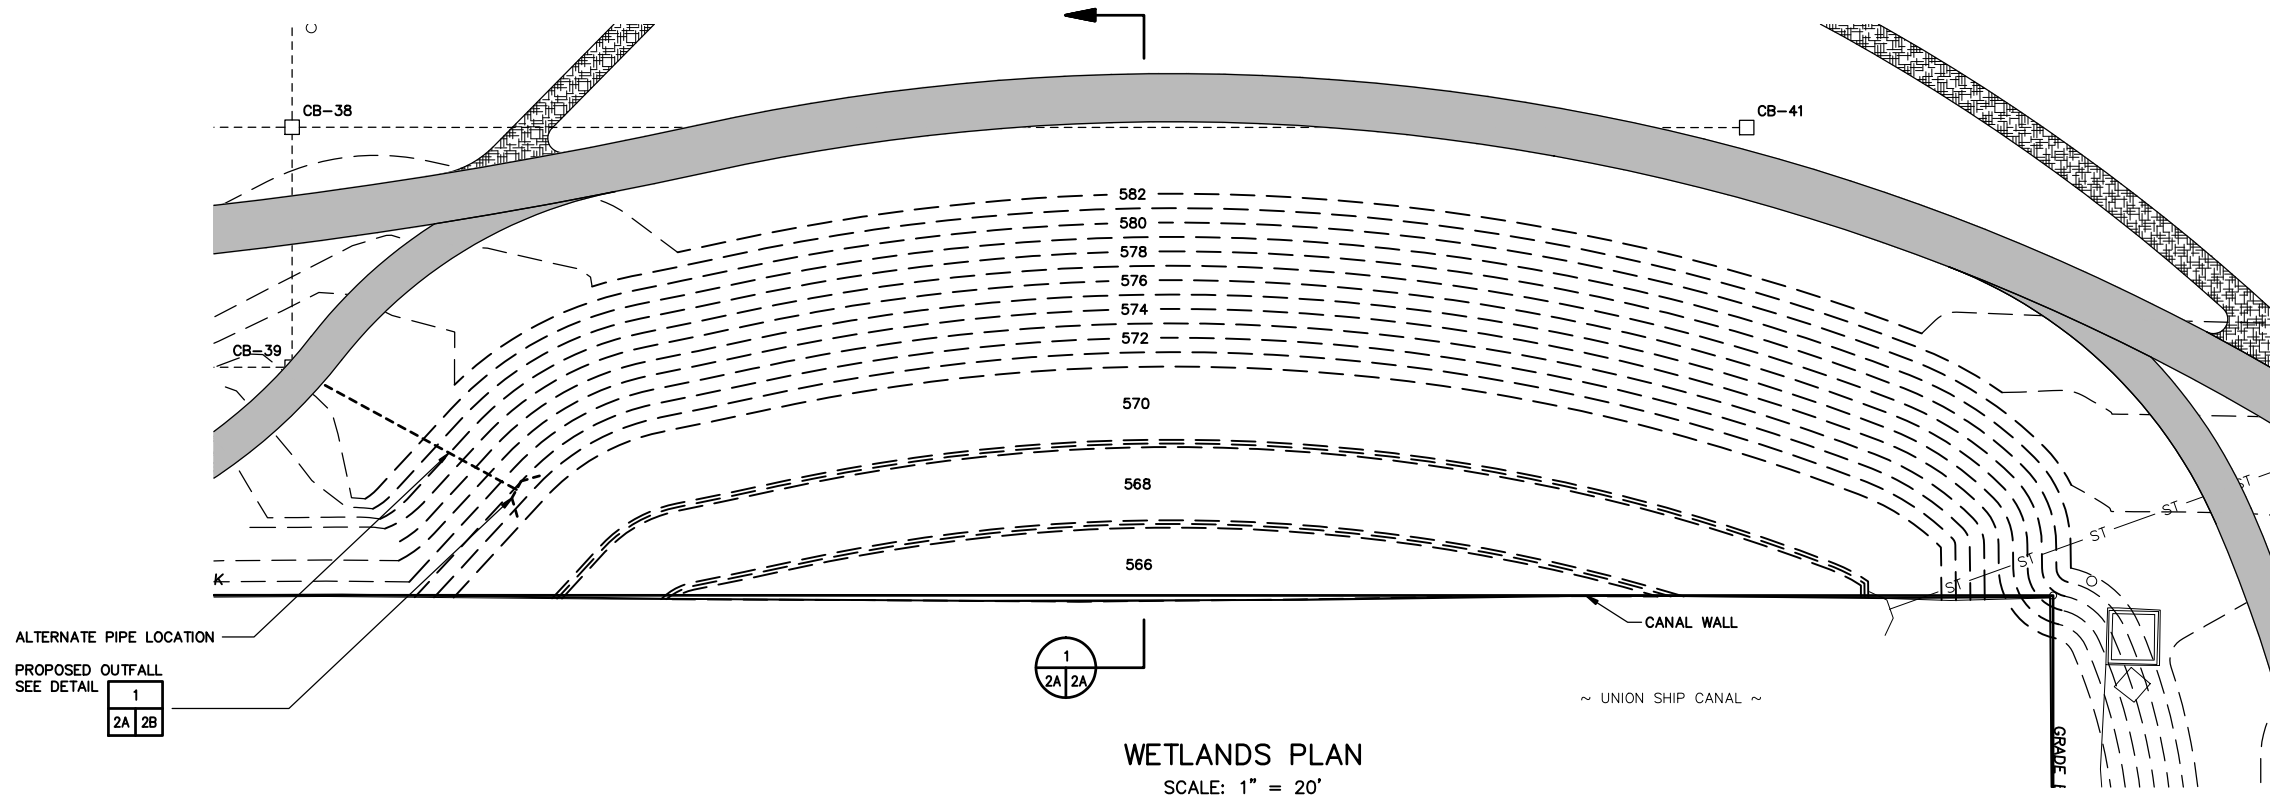 CB-38
CB-41
582
580
578
576
574
572
CB-39
570
568
566
ST
ST
ST
ST
ST
K
ALTERNATE PIPE LOCATION
PROPOSED OUTFALL
SEE DETAIL
1
2A 2B
CANAL WALL
1
2A 2A
~ UNION SHIP CANAL ~
GRADE
WETLANDS PLAN
SCALE: 1" = 20'